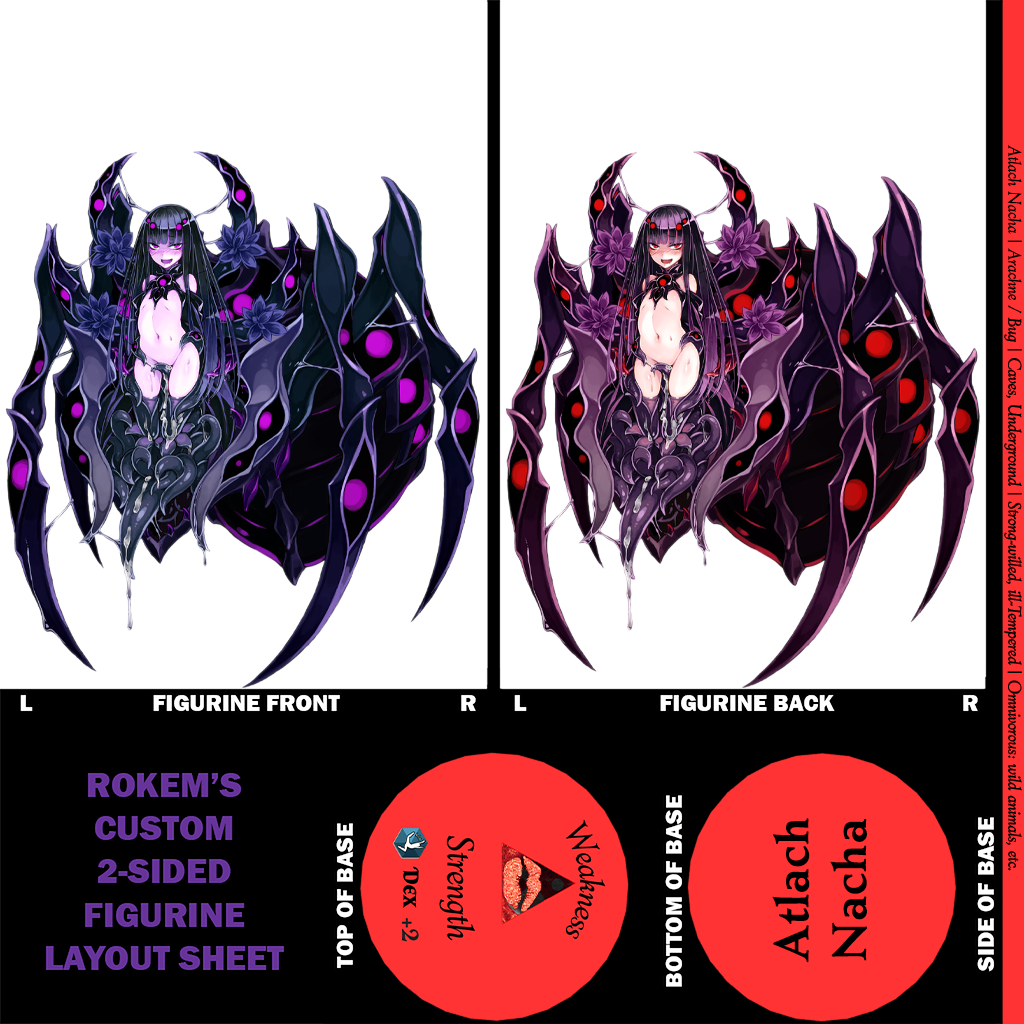 L
FIGURINE FRONT
R
L
FIGURINE BACK
R
ROKEM'S
CUSTOM
2-SIDED
FIGURINE
LAYOUT SHEET
TOP OF BASE
Weakness
Strength
Dex +2
BOTTOM OF BASE
Atlach
Nacha
SIDE OF BASE
Atlach Nacha | Arachne / Bug | Caves, Underground | Strong-willed, ill-Tempered | Omnivorous: wild animals, etc.